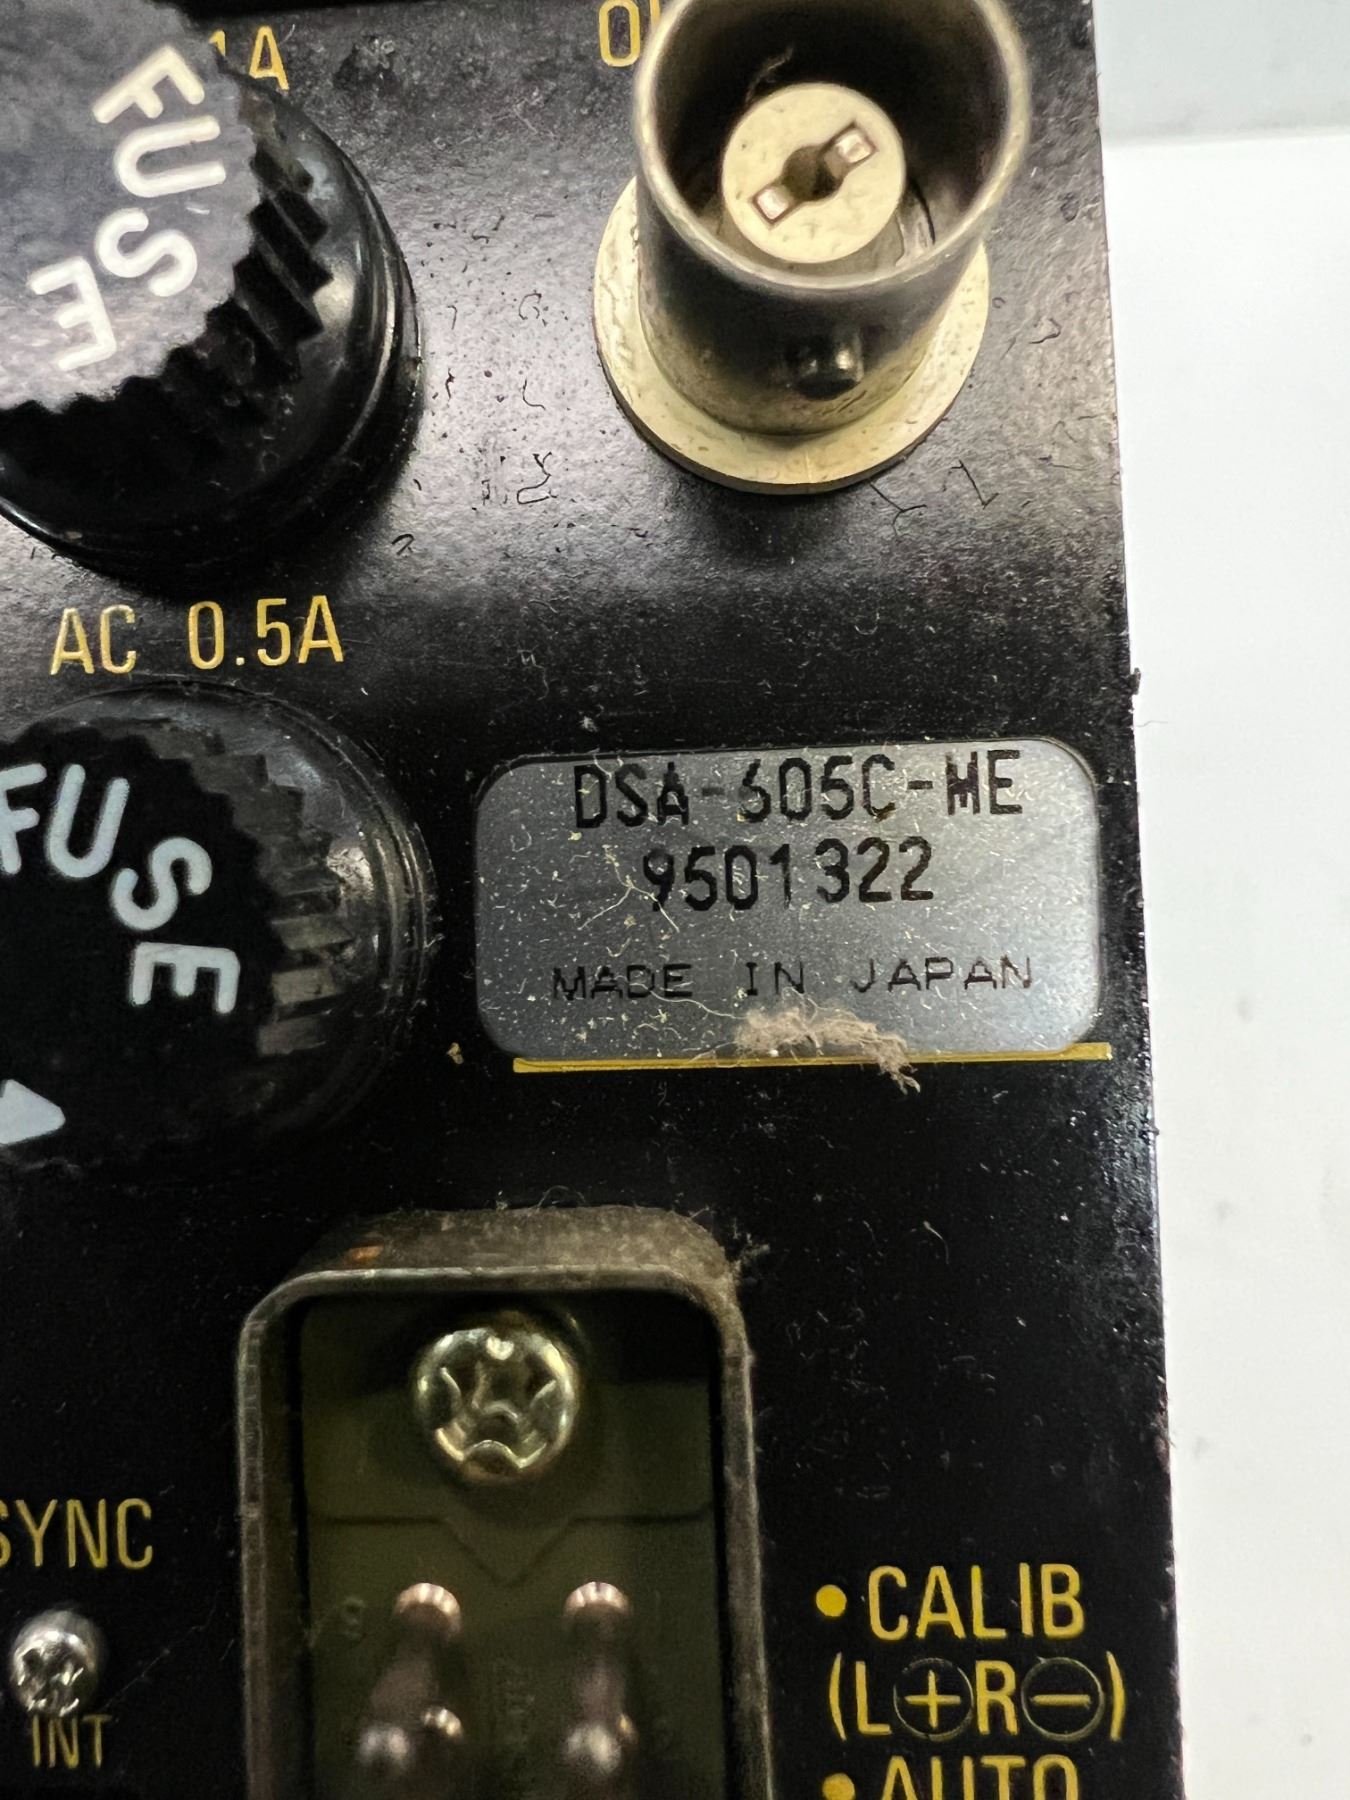 1A
FUSE
AC 0.5A
FUSE
DSA-605C-ME
9501322
MADE IN JAPAN
SYNC
INT
•CALIB
(L⊕R⊖)
•AUTO